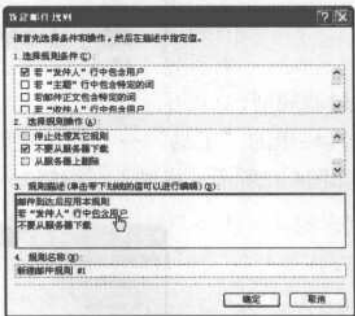 新建邮件规则
请首先选择条件和操作，然后在描述中指定值。
1. 选择规则条件(C):
若“发件人”行中包含用户
若“主题”行中包含特定的词
若邮件正文包含特定的词
若“收件人”行中包含用户
2. 选择规则操作(A):
停止处理其它规则
不要从服务器下载
从服务器上删除
3. 规则描述(单击带下划线的值可以进行编辑)(D):
邮件到达后应用本规则
若“发件人”行中包含用户
不要从服务器下载
4. 规则名称(N):
新建邮件规则 #1
确定
取消